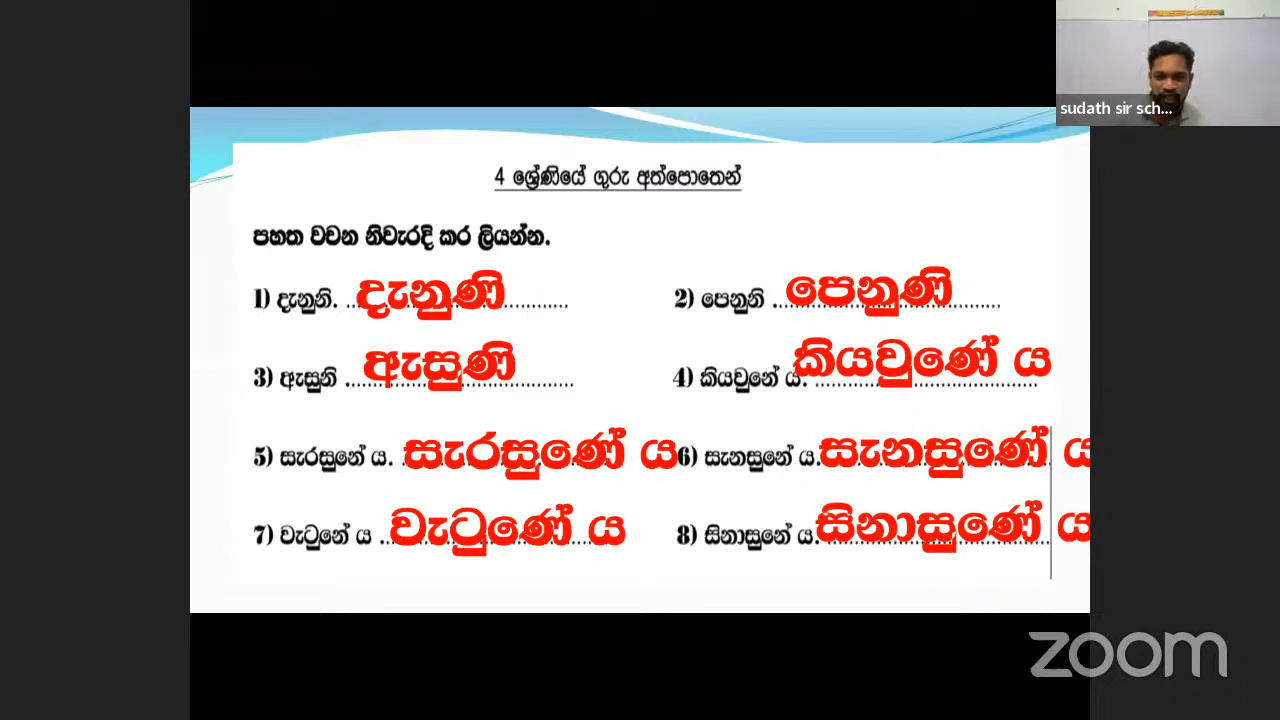 sudath sir sch...
4 ශ්‍රේණියේ ගුරු අත්පොතෙන්
පහත වචන නිවැරදි කර ලියන්න.
1) දැනුනි. දැනුණි 2) පෙනුනි පෙනුණි
3) ඇසුනි ඇසුණි 4) කියවුනේ ය. කියවුණේ ය
5) සැරසුනේ ය. සැරසුණේ ය 6) සැනසුනේ ය. සැනසුණේ ය
7) වැටුනේ ය වැටුණේ ය 8) සිනාසුනේ ය. සිනාසුණේ ය
zoom